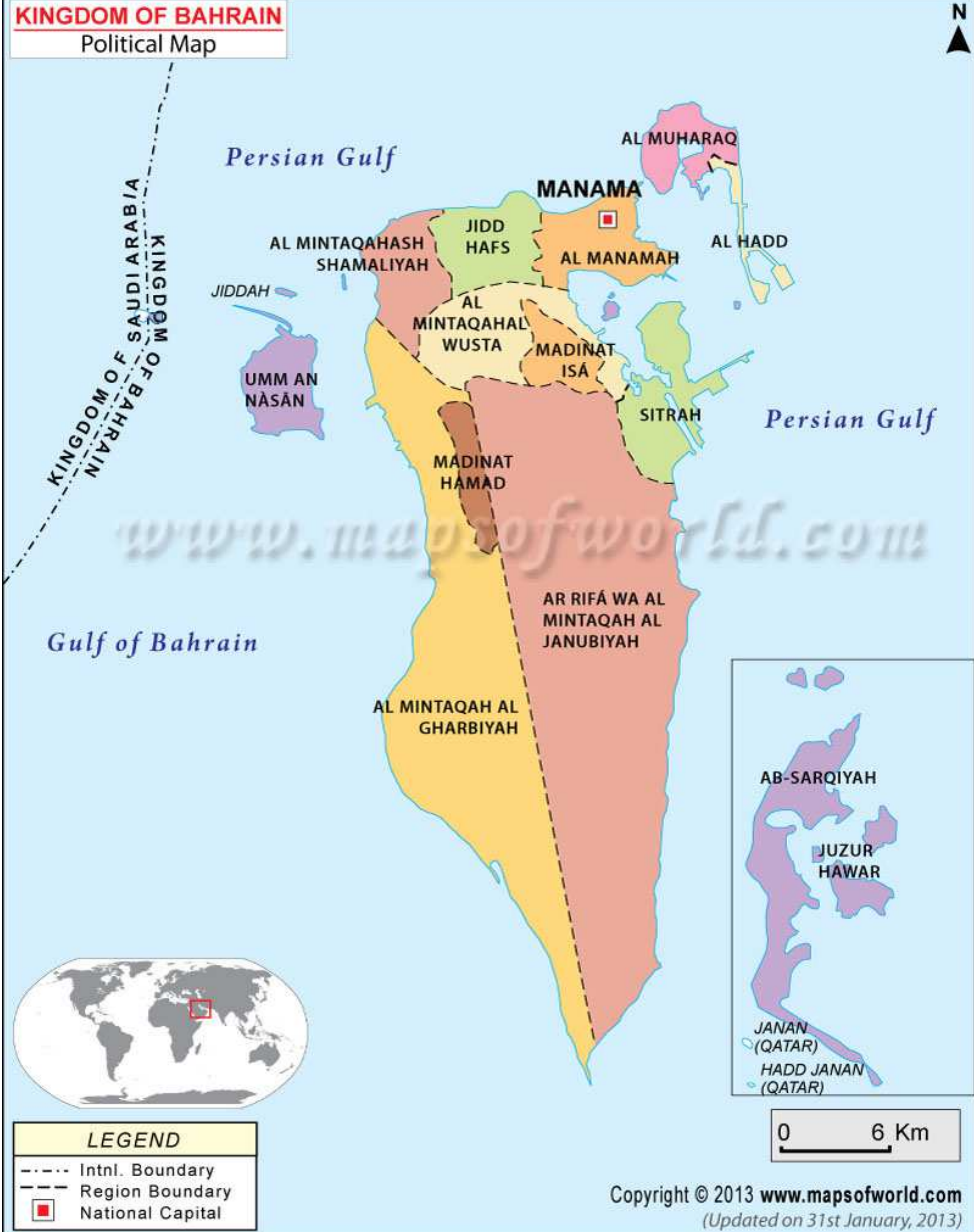 KINGDOM OF BAHRAIN
Political Map
N
Persian Gulf
AL MUHARAQ
MANAMA
JIDD
HAFS
AL MINTAQAHASH
SHAMALIYAH
AL MANAMAH
AL HADD
JIDDAH
AL
MINTAQAHAL
WUSTA
MADINAT
ISÁ
UMM AN
NÀSĀN
SITRAH
Persian Gulf
KINGDOM OF SAUDI ARABIA
KINGDOM OF BAHRAIN
MADINAT
HAMAD
www.mapsofworld.com
AR RIFÁ WA AL
MINTAQAH AL
JANUBIYAH
Gulf of Bahrain
AL MINTAQAH AL
GHARBIYAH
AB-SARQIYAH
JUZUR
HAWAR
JANAN
(QATAR)
HADD JANAN
(QATAR)
LEGEND
Intnl. Boundary
Region Boundary
National Capital
0 6 Km
Copyright © 2013 www.mapsofworld.com
(Updated on 31st January, 2013)